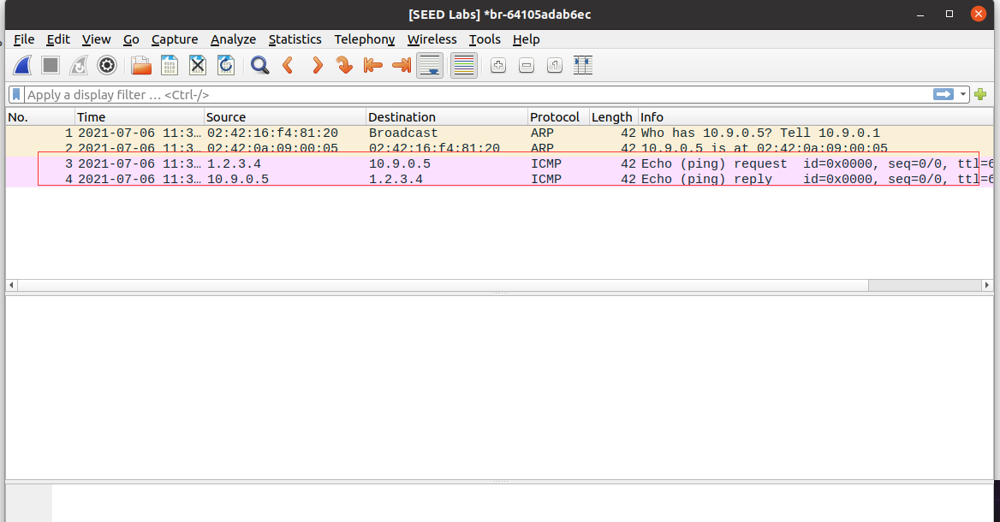 [SEED Labs] *br-64105adab6ec
File Edit View Go Capture Analyze Statistics Telephony Wireless Tools Help
Apply a display filter … <Ctrl-/>
No. Time Source Destination Protocol Length Info
1 2021-07-06 11:3… 02:42:16:f4:81:20 Broadcast ARP 42 Who has 10.9.0.5? Tell 10.9.0.1
2 2021-07-06 11:3… 02:42:0a:09:00:05 02:42:16:f4:81:20 ARP 42 10.9.0.5 is at 02:42:0a:09:00:05
3 2021-07-06 11:3… 1.2.3.4 10.9.0.5 ICMP 42 Echo (ping) request id=0x0000, seq=0/0, ttl=6
4 2021-07-06 11:3… 10.9.0.5 1.2.3.4 ICMP 42 Echo (ping) reply id=0x0000, seq=0/0, ttl=6